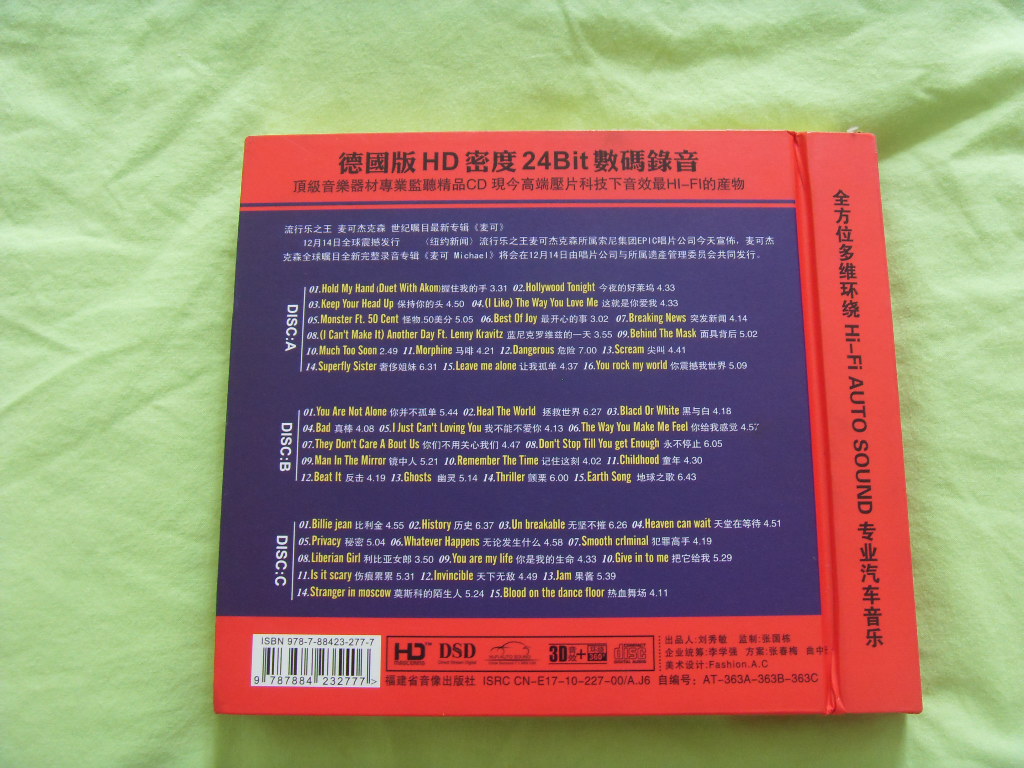 德國版 HD 密度 24Bit 數碼錄音
頂級音樂器材專業監聽精品CD 現今高端壓片科技下音效最HI-FI的産物
流行乐之王 麦可杰克森 世纪瞩目最新专辑《麦可》
12月14日全球震撼发行 （纽约新闻）流行乐之王麦可杰克森所属索尼集团EPIC唱片公司今天宣佈，麦可杰
克森全球瞩目全新完整录音专辑《麦可 Michael》将会在12月14日由唱片公司与所属遗產管理委员会共同发行。
DISC:A
01.Hold My Hand (Duet With Akon)握住我的手 3.31 02.Hollywood Tonight 今夜的好莱坞 4.33
03.Keep Your Head Up 保持你的头 4.50 04.(I Like) The Way You Love Me 这就是你爱我 4.33
05.Monster Ft. 50 Cent 怪物.50美分 5.05 06.Best Of Joy 最开心的事 3.02 07.Breaking News 突发新闻 4.14
08.(I Can't Make It) Another Day Ft. Lenny Kravitz 蓝尼克罗维兹的一天 3.55 09.Behind The Mask 面具背后 5.02
10.Much Too Soon 2.49 11.Morphine 马啡 4.21 12.Dangerous 危险 7.00 13.Scream 尖叫 4.41
14.Superfly Sister 奢侈姐妹 6.31 15.Leave me alone 让我孤单 4.37 16.You rock my world 你震撼我世界 5.09
DISC:B
01.You Are Not Alone 你并不孤单 5.44 02.Heal The World 拯救世界 6.27 03.Blacd Or White 黑与白 4.18
04.Bad 真棒 4.08 05.I Just Can't Loving You 我不能不爱你 4.13 06.The Way You Make Me Feel 你给我感觉 4.57
07.They Don't Care A Bout Us 你们不用关心我们 4.47 08.Don't Stop Till You get Enough 永不停止 6.05
09.Man In The Mirror 镜中人 5.21 10.Remember The Time 记住这刻 4.02 11.Childhood 童年 4.30
12.Beat It 反击 4.19 13.Ghosts 幽灵 5.14 14.Thriller 颤栗 6.00 15.Earth Song 地球之歌 6.43
DISC:C
01.Billie jean 比利金 4.55 02.History 历史 6.37 03.Un breakable 无坚不摧 6.26 04.Heaven can wait 天堂在等待 4.51
05.Privacy 秘密 5.04 06.Whatever Happens 无论发生什么 4.58 07.Smooth crlminal 犯罪高手 4.19
08.Liberian Girl 利比亚女郎 3.50 09.You are my life 你是我的生命 4.33 10.Give in to me 把它给我 5.29
11.Is it scary 伤痕累累 5.31 12.Invincible 天下无敌 4.49 13.Jam 果酱 5.39
14.Stranger in moscow 莫斯科的陌生人 5.24 15.Blood on the dance floor 热血舞场 4.11
ISBN 978-7-88423-277-7
9 787884 232777 >
HD
DSD
3D
360°
COMPACT
disc
DIGITAL AUDIO
出品人:刘秀敏 监制:张国栋
企业统筹:李学强 方案:张春梅 曲中
美术设计:Fashion.A.C
福建省音像出版社 ISRC CN-E17-10-227-00/A.J6 自编号: AT-363A-363B-363C
全方位多维环绕 Hi-Fi AUTO SOUND 专业汽车音乐